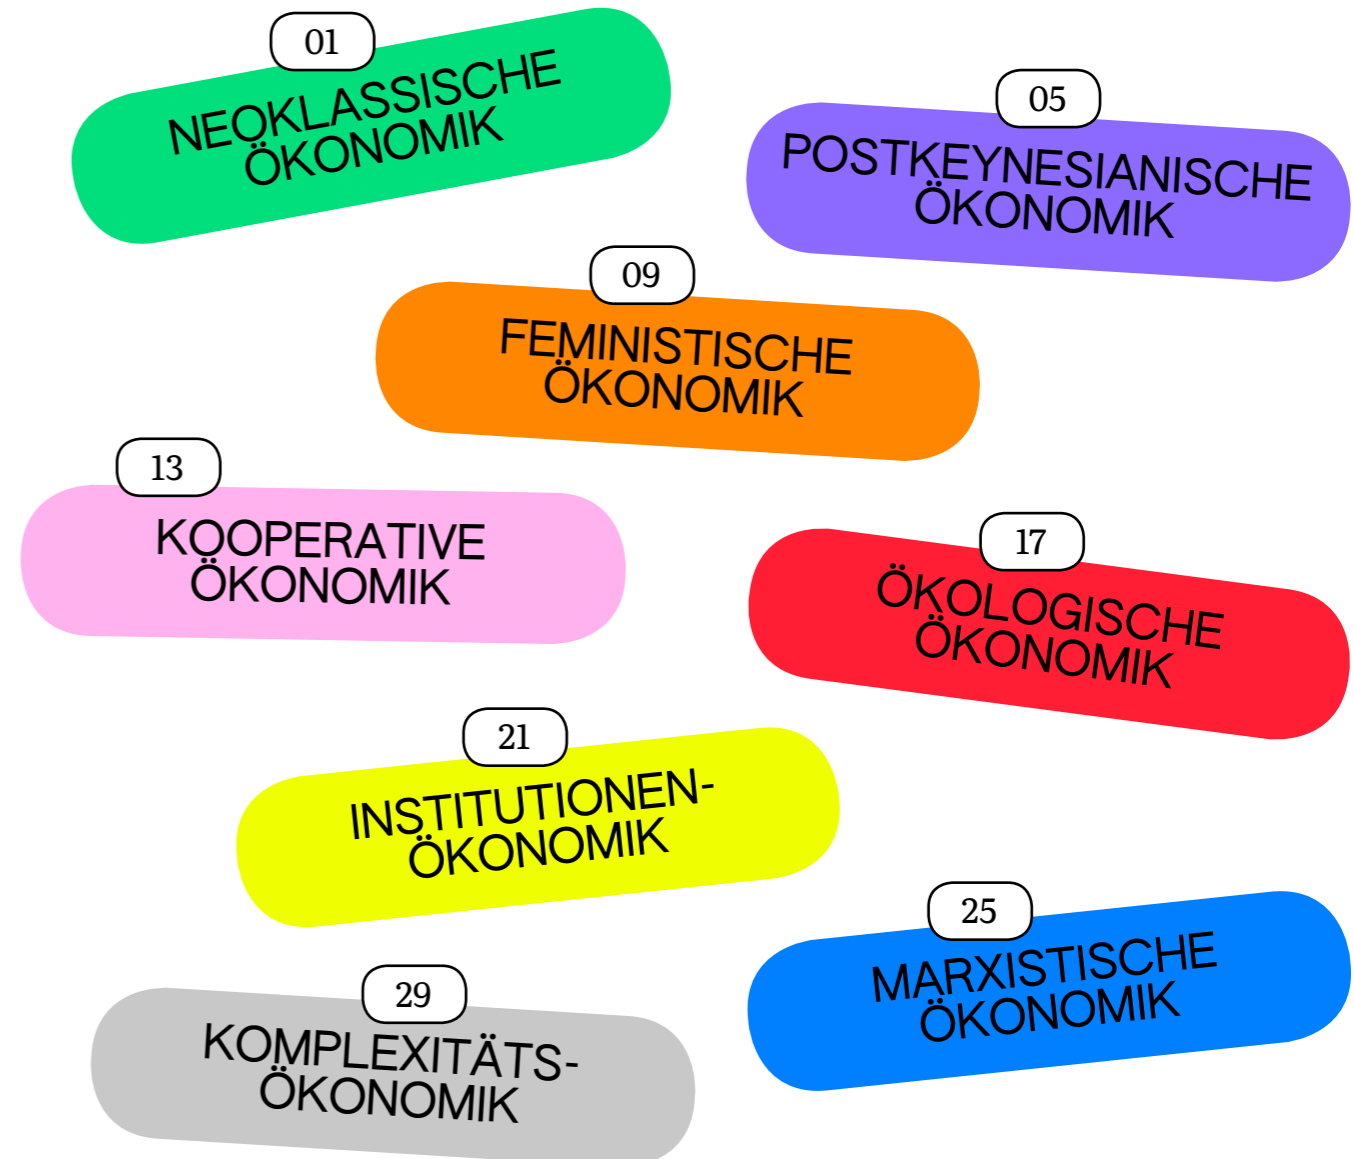 01
NEOKLASSISCHE
ÖKONOMIK
05
POSTKEYNESIANISCHE
ÖKONOMIK
09
FEMINISTISCHE
ÖKONOMIK
13
KOOPERATIVE
ÖKONOMIK
17
ÖKOLOGISCHE
ÖKONOMIK
21
INSTITUTIONEN-
ÖKONOMIK
25
MARXISTISCHE
ÖKONOMIK
29
KOMPLEXITÄTS-
ÖKONOMIK